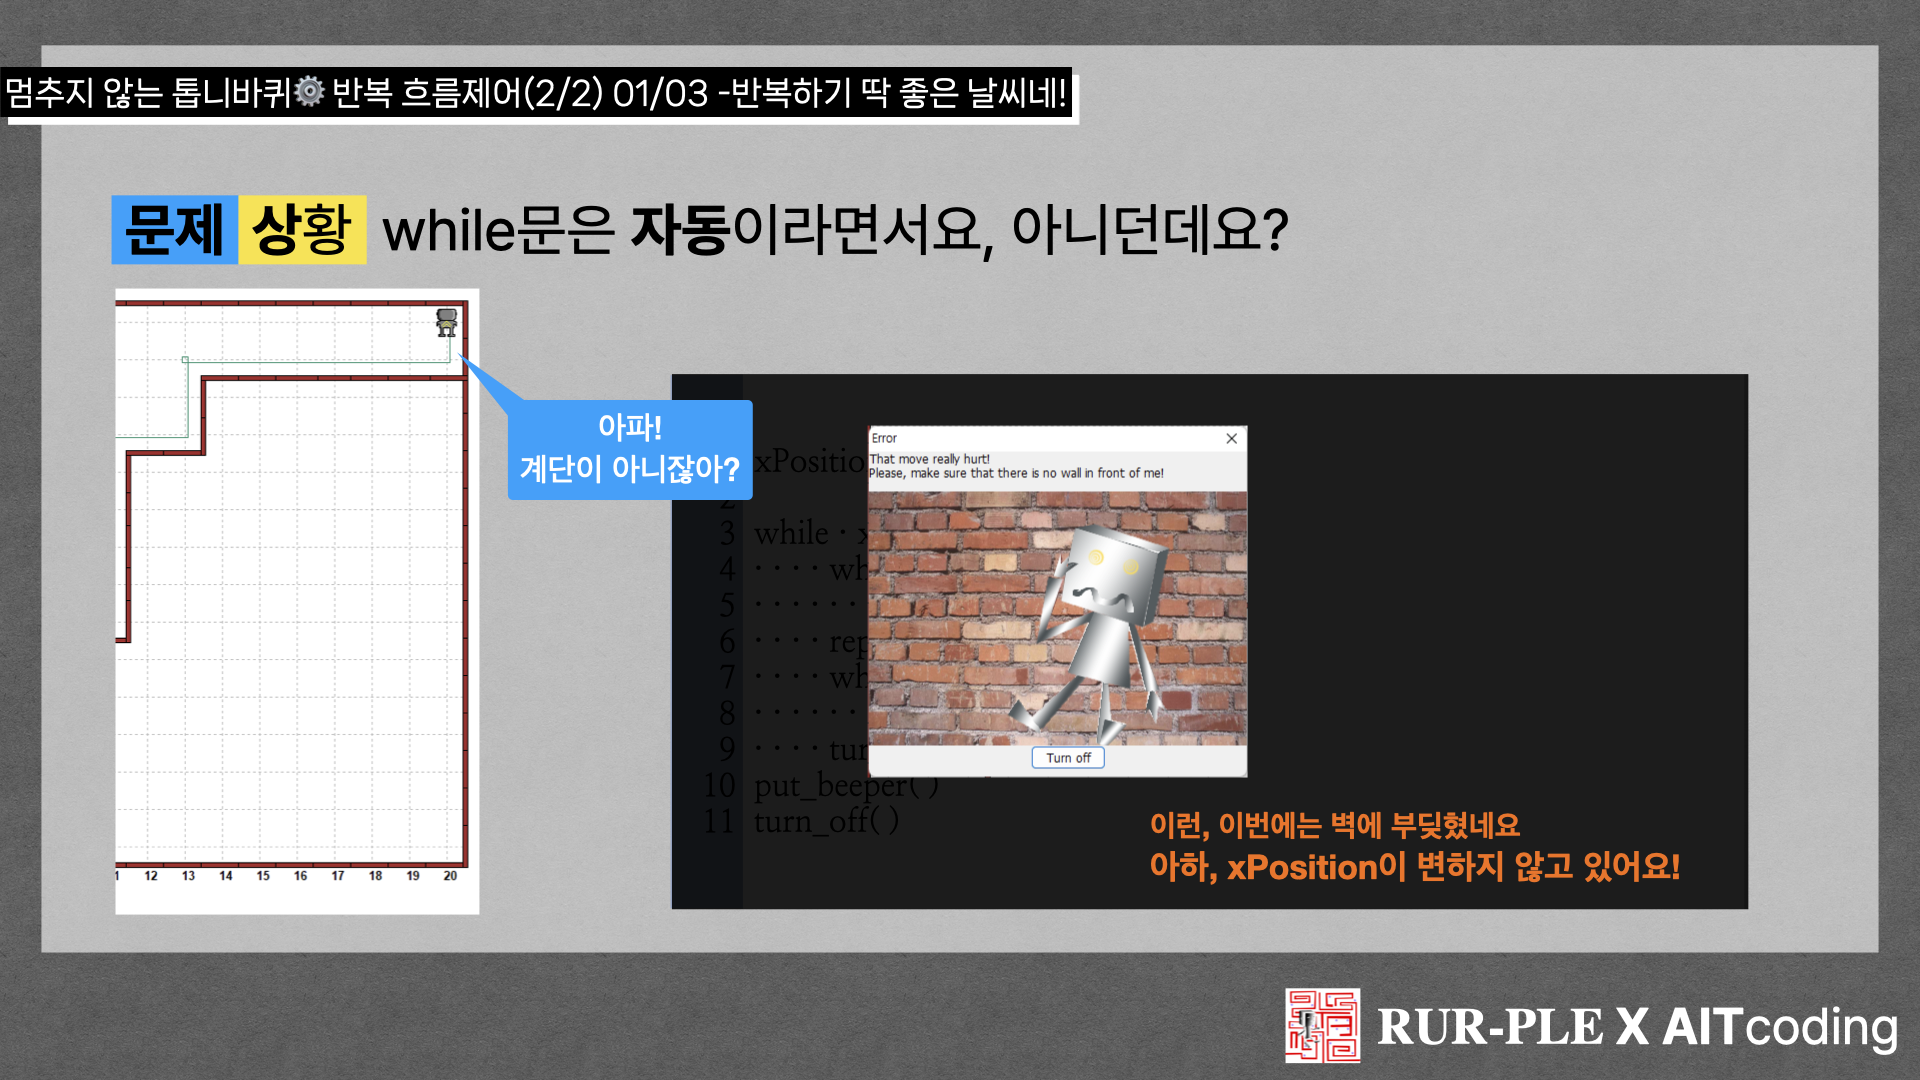 멈추지 않는 톱니바퀴⚙️ 반복 흐름제어(2/2) 01/03 -반복하기 딱 좋은 날씨네!
문제 상황 while문은 자동이라면서요, 아니던데요?
아파!
계단이 아니잖아?
12 13 14 15 16 17 18 19 20
xPositio
2
3 while · x
4 · · · · wh
5 · · · · · ·
6 · · · · rep
7 · · · · wh
8 · · · · · ·
9 · · · · tur
10 put_beeper( )
11 turn_off( )
Error
That move really hurt!
Please, make sure that there is no wall in front of me!
Turn off
이런, 이번에는 벽에 부딪혔네요
아하, xPosition이 변하지 않고 있어요!
RUR-PLE X AITcoding